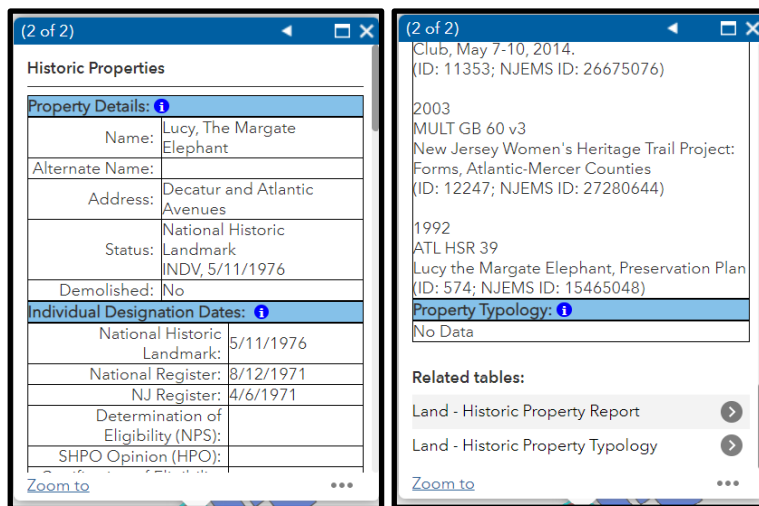 (2 of 2)
Historic Properties
Property Details:
Name: Lucy, The Margate
Elephant
Alternate Name:
Address: Decatur and Atlantic
Avenues
Status: National Historic
Landmark
INDV, 5/11/1976
Demolished: No
Individual Designation Dates:
National Historic
Landmark: 5/11/1976
National Register: 8/12/1971
NJ Register: 4/6/1971
Determination of
Eligibility (NPS):
SHPO Opinion (HPO):
Zoom to
(2 of 2)
Club, May 7-10, 2014.
(ID: 11353; NJEMS ID: 26675076)
2003
MULT GB 60 v3
New Jersey Women's Heritage Trail Project:
Forms, Atlantic-Mercer Counties
(ID: 12247; NJEMS ID: 27280644)
1992
ATL HSR 39
Lucy the Margate Elephant, Preservation Plan
(ID: 574; NJEMS ID: 15465048)
Property Typology:
No Data
Related tables:
Land - Historic Property Report
Land - Historic Property Typology
Zoom to